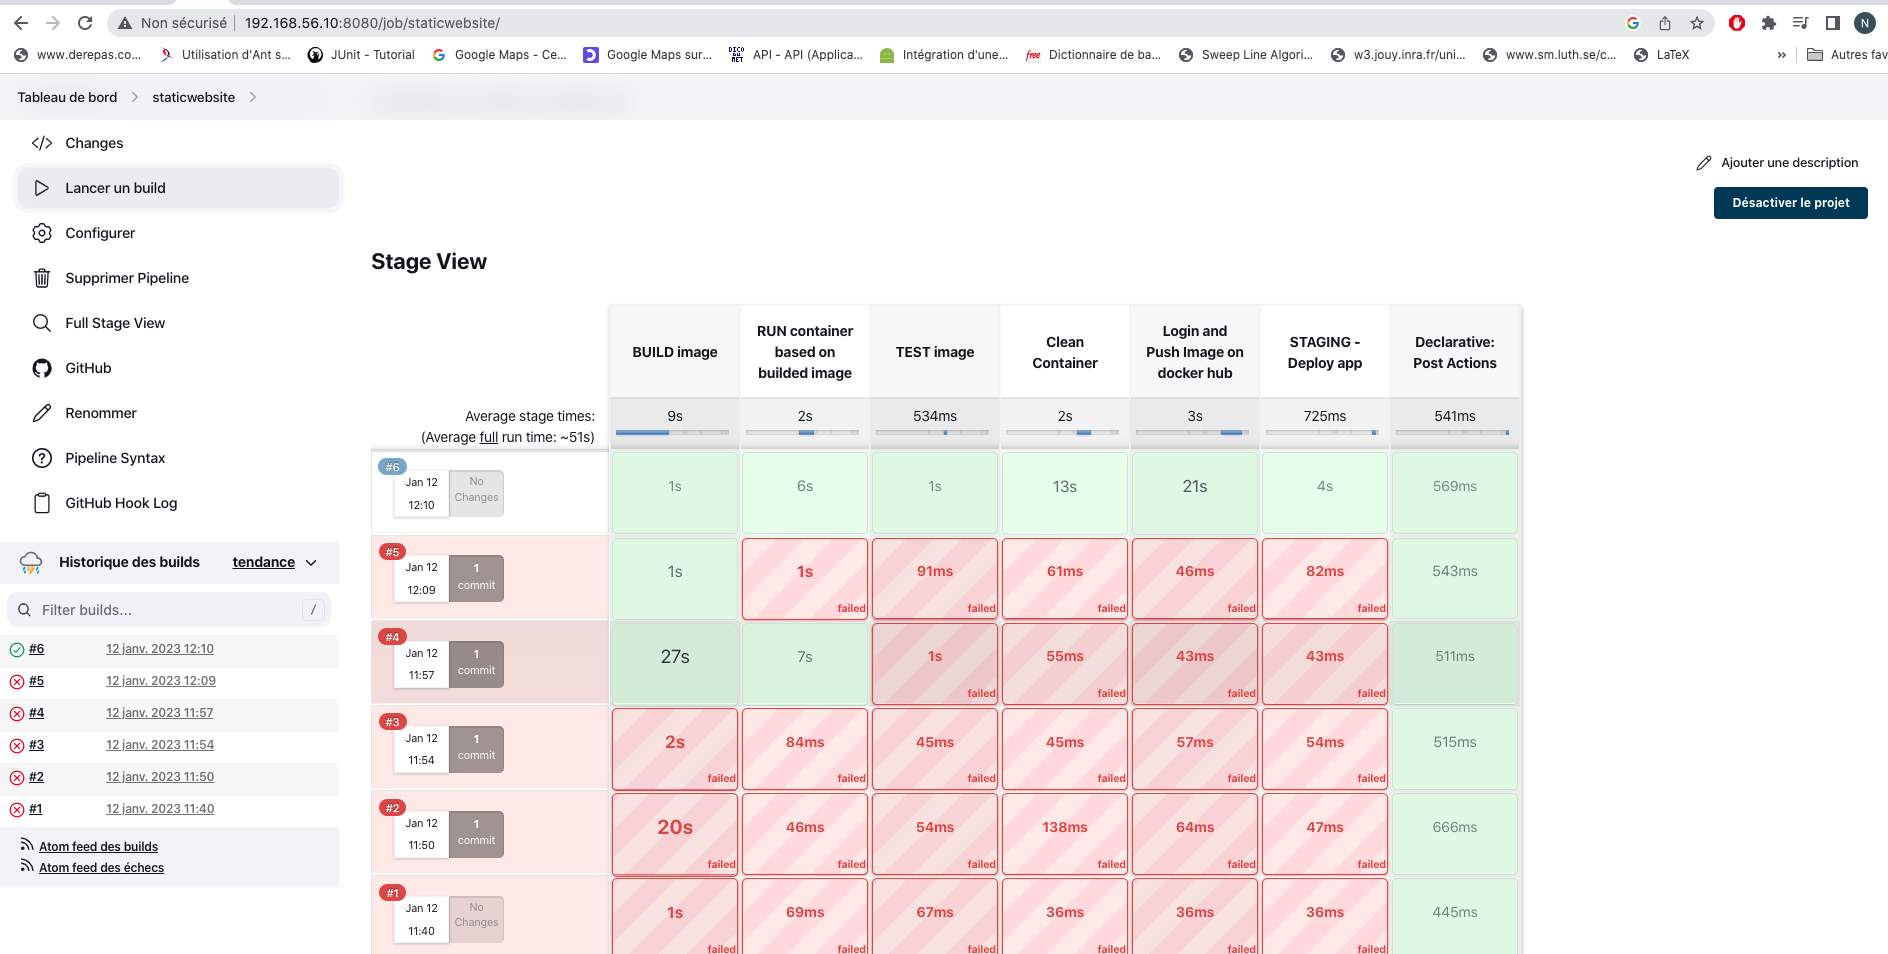 Non sécurisé
192.168.56.10:8080/job/staticwebsite/
N
www.derepas.co...
Utilisation d'Ant s...
JUnit - Tutorial
Google Maps - Ce...
Google Maps sur...
API - API (Applica...
Intégration d'une...
free
Dictionnaire de ba...
Sweep Line Algori...
w3.jouy.inra.fr/uni...
www.sm.luth.se/c...
LaTeX
»
Autres fav
Tableau de bord
staticwebsite
Changes
Lancer un build
Configurer
Supprimer Pipeline
Full Stage View
GitHub
Renommer
Pipeline Syntax
GitHub Hook Log
Historique des builds
tendance
Filter builds...
/
#6 12 janv. 2023 12:10
#5 12 janv. 2023 12:09
#4 12 janv. 2023 11:57
#3 12 janv. 2023 11:54
#2 12 janv. 2023 11:50
#1 12 janv. 2023 11:40
Atom feed des builds
Atom feed des échecs
Ajouter une description
Désactiver le projet
Stage View
BUILD image
RUN container
based on
builded image
TEST image
Clean
Container
Login and
Push Image on
docker hub
STAGING -
Deploy app
Declarative:
Post Actions
Average stage times:
(Average full run time: ~51s)
9s
2s
534ms
2s
3s
725ms
541ms
#6
Jan 12
12:10
No
Changes
1s
6s
1s
13s
21s
4s
569ms
#5
Jan 12
12:09
1
commit
1s
1s
failed
91ms
failed
61ms
failed
46ms
failed
82ms
failed
543ms
#4
Jan 12
11:57
1
commit
27s
7s
1s
failed
55ms
failed
43ms
failed
43ms
failed
511ms
#3
Jan 12
11:54
1
commit
2s
failed
84ms
failed
45ms
failed
45ms
failed
57ms
failed
54ms
failed
515ms
#2
Jan 12
11:50
1
commit
20s
failed
46ms
failed
54ms
failed
138ms
failed
64ms
failed
47ms
failed
666ms
#1
Jan 12
11:40
No
Changes
1s
failed
69ms
failed
67ms
failed
36ms
failed
36ms
failed
36ms
failed
445ms